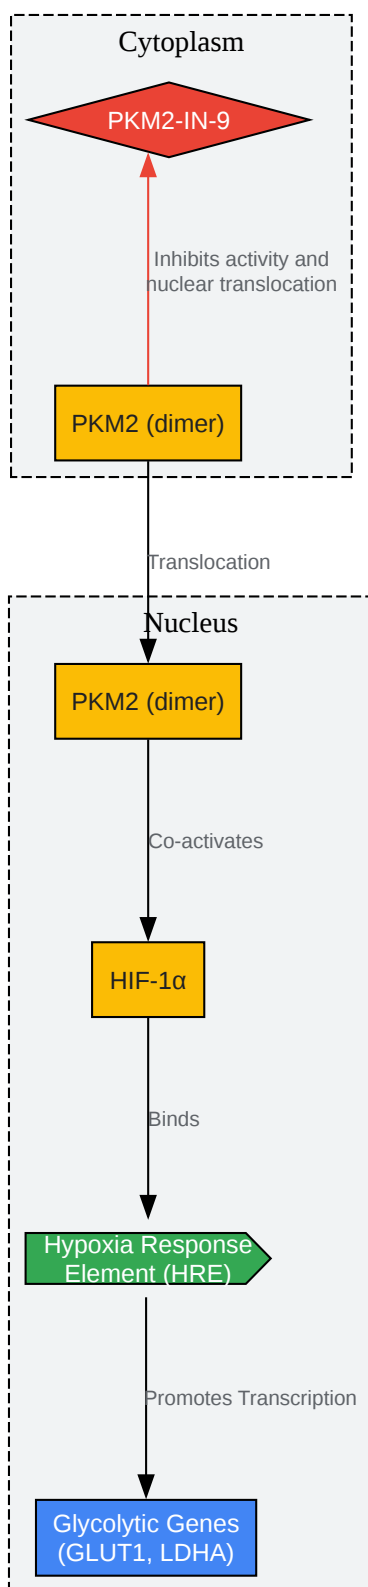 Cytoplasm
PKM2-IN-9
Inhibits activity and
nuclear translocation
PKM2 (dimer)
Translocation
Nucleus
PKM2 (dimer)
Co-activates
HIF-1α
Binds
Hypoxia Response
Element (HRE)
Promotes Transcription
Glycolytic Genes
(GLUT1, LDHA)